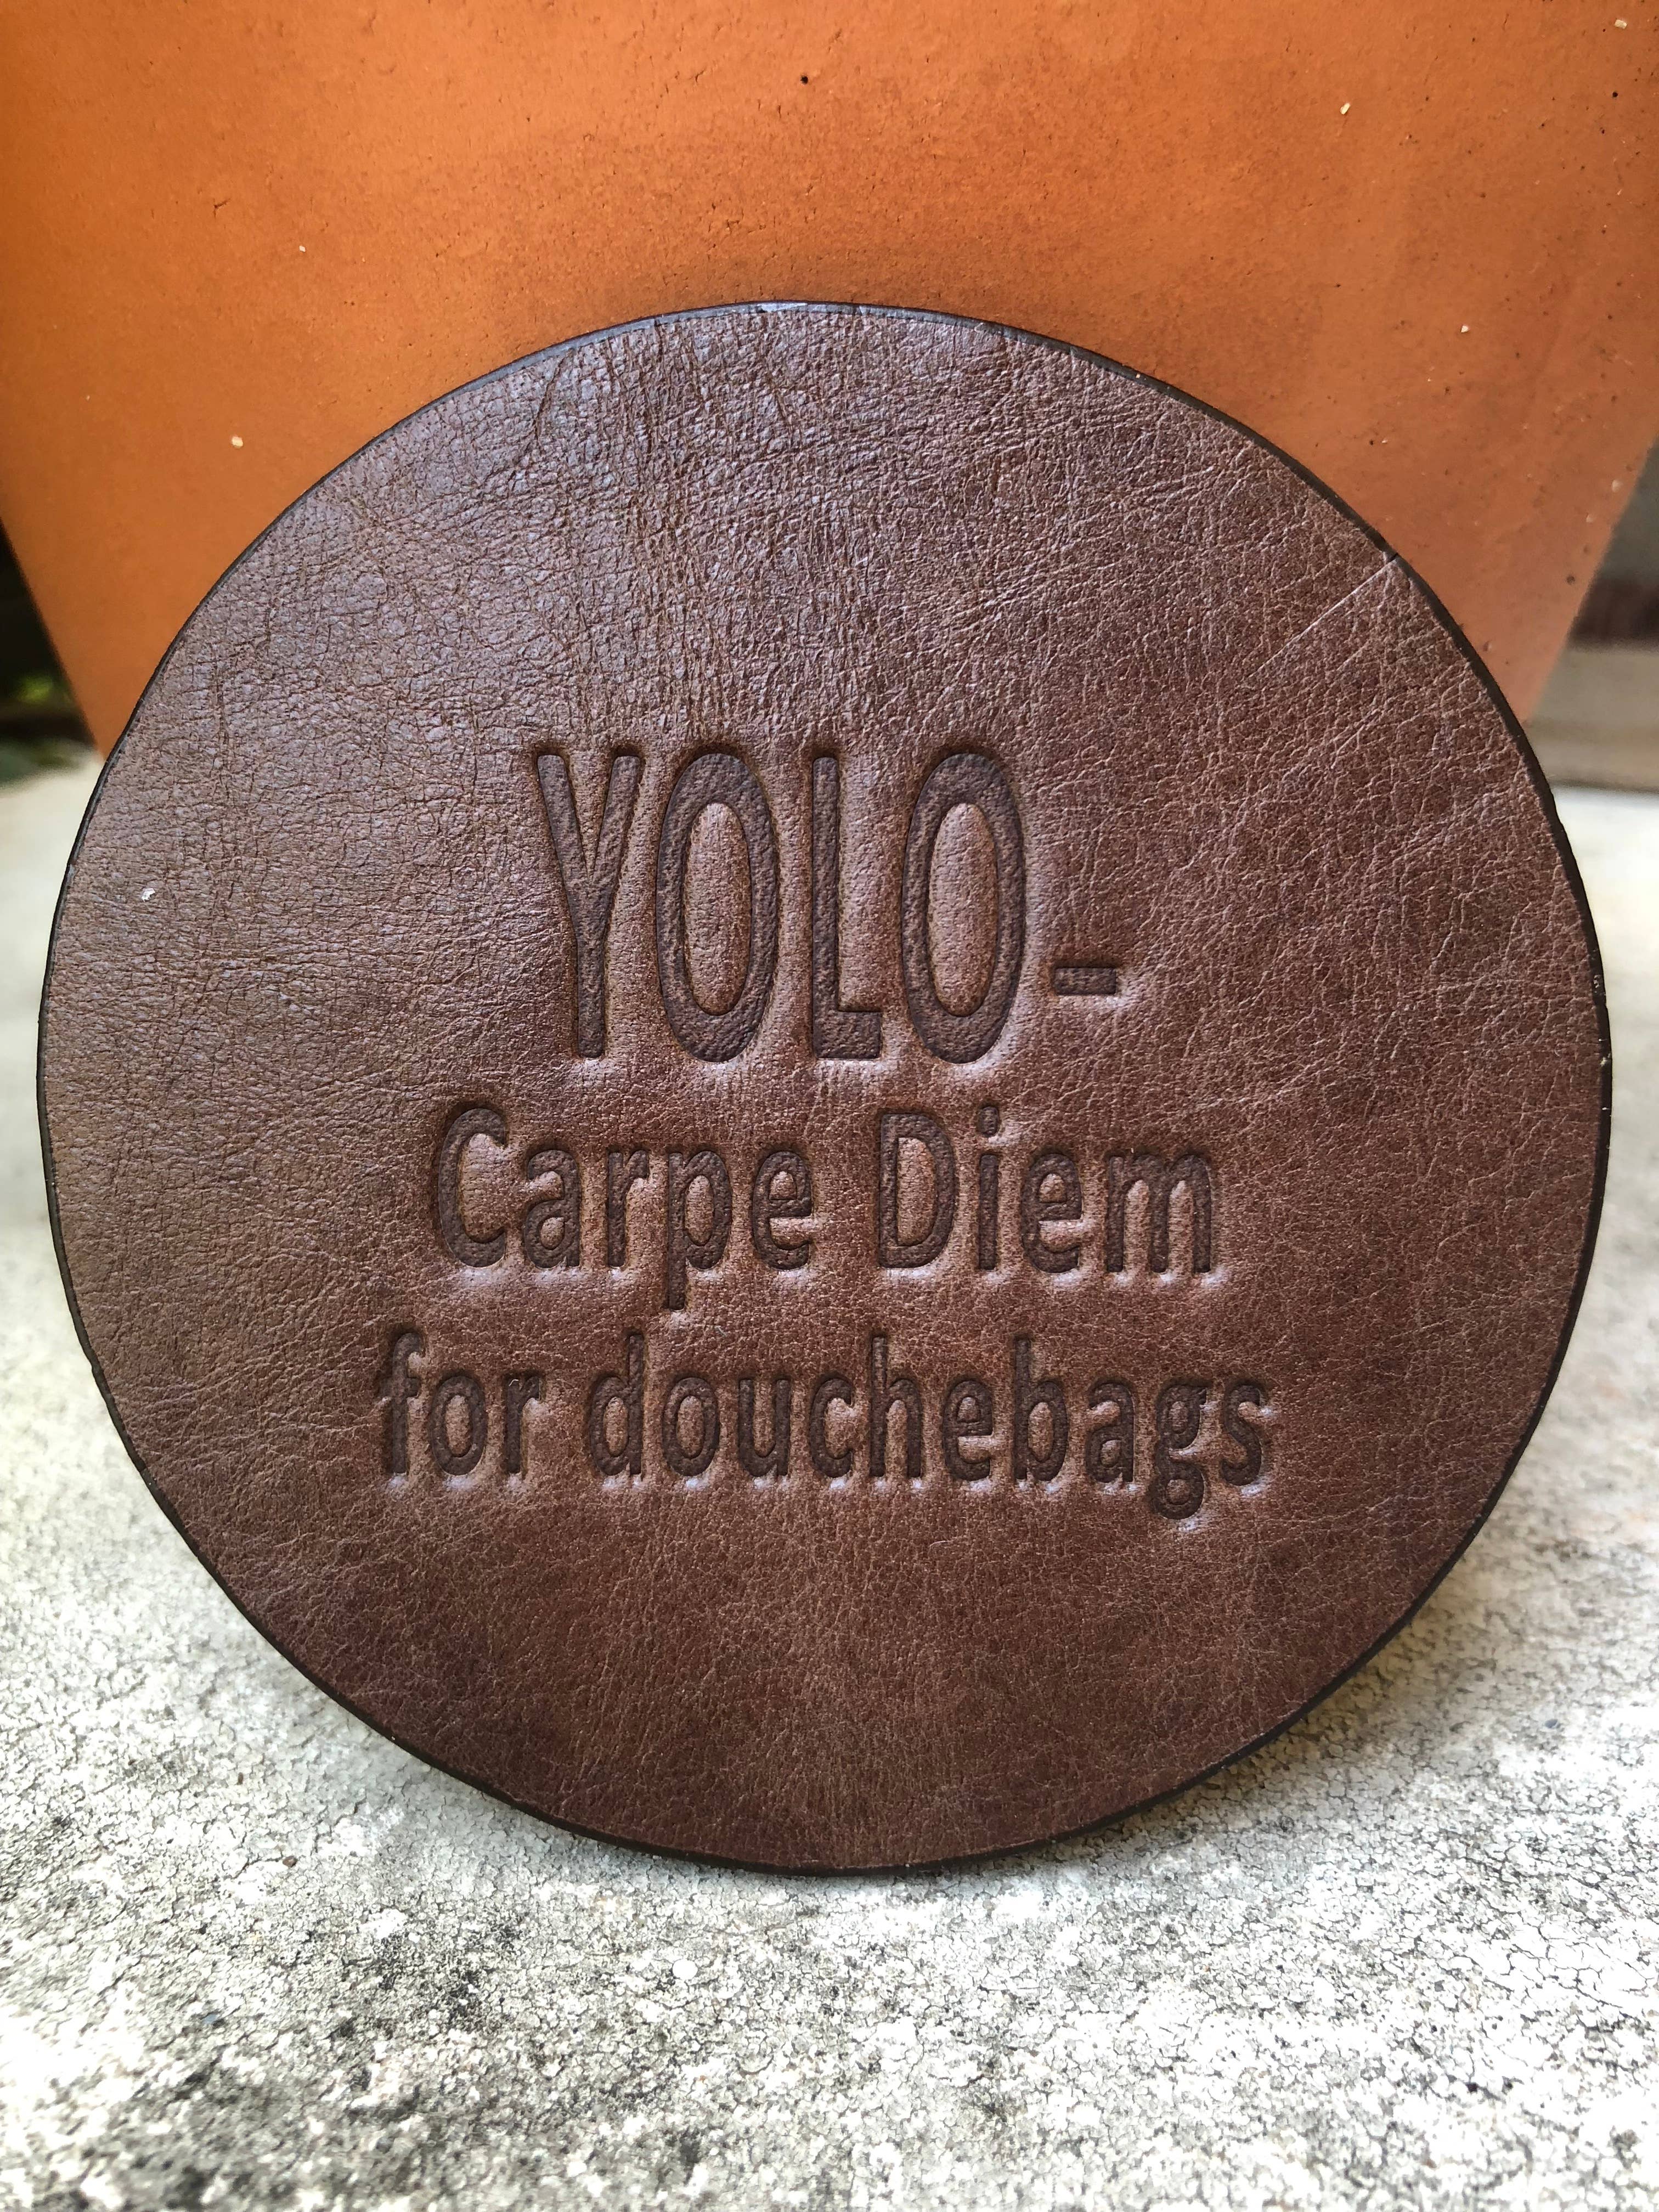 YOLO-
Carpe Diem
for douchebags